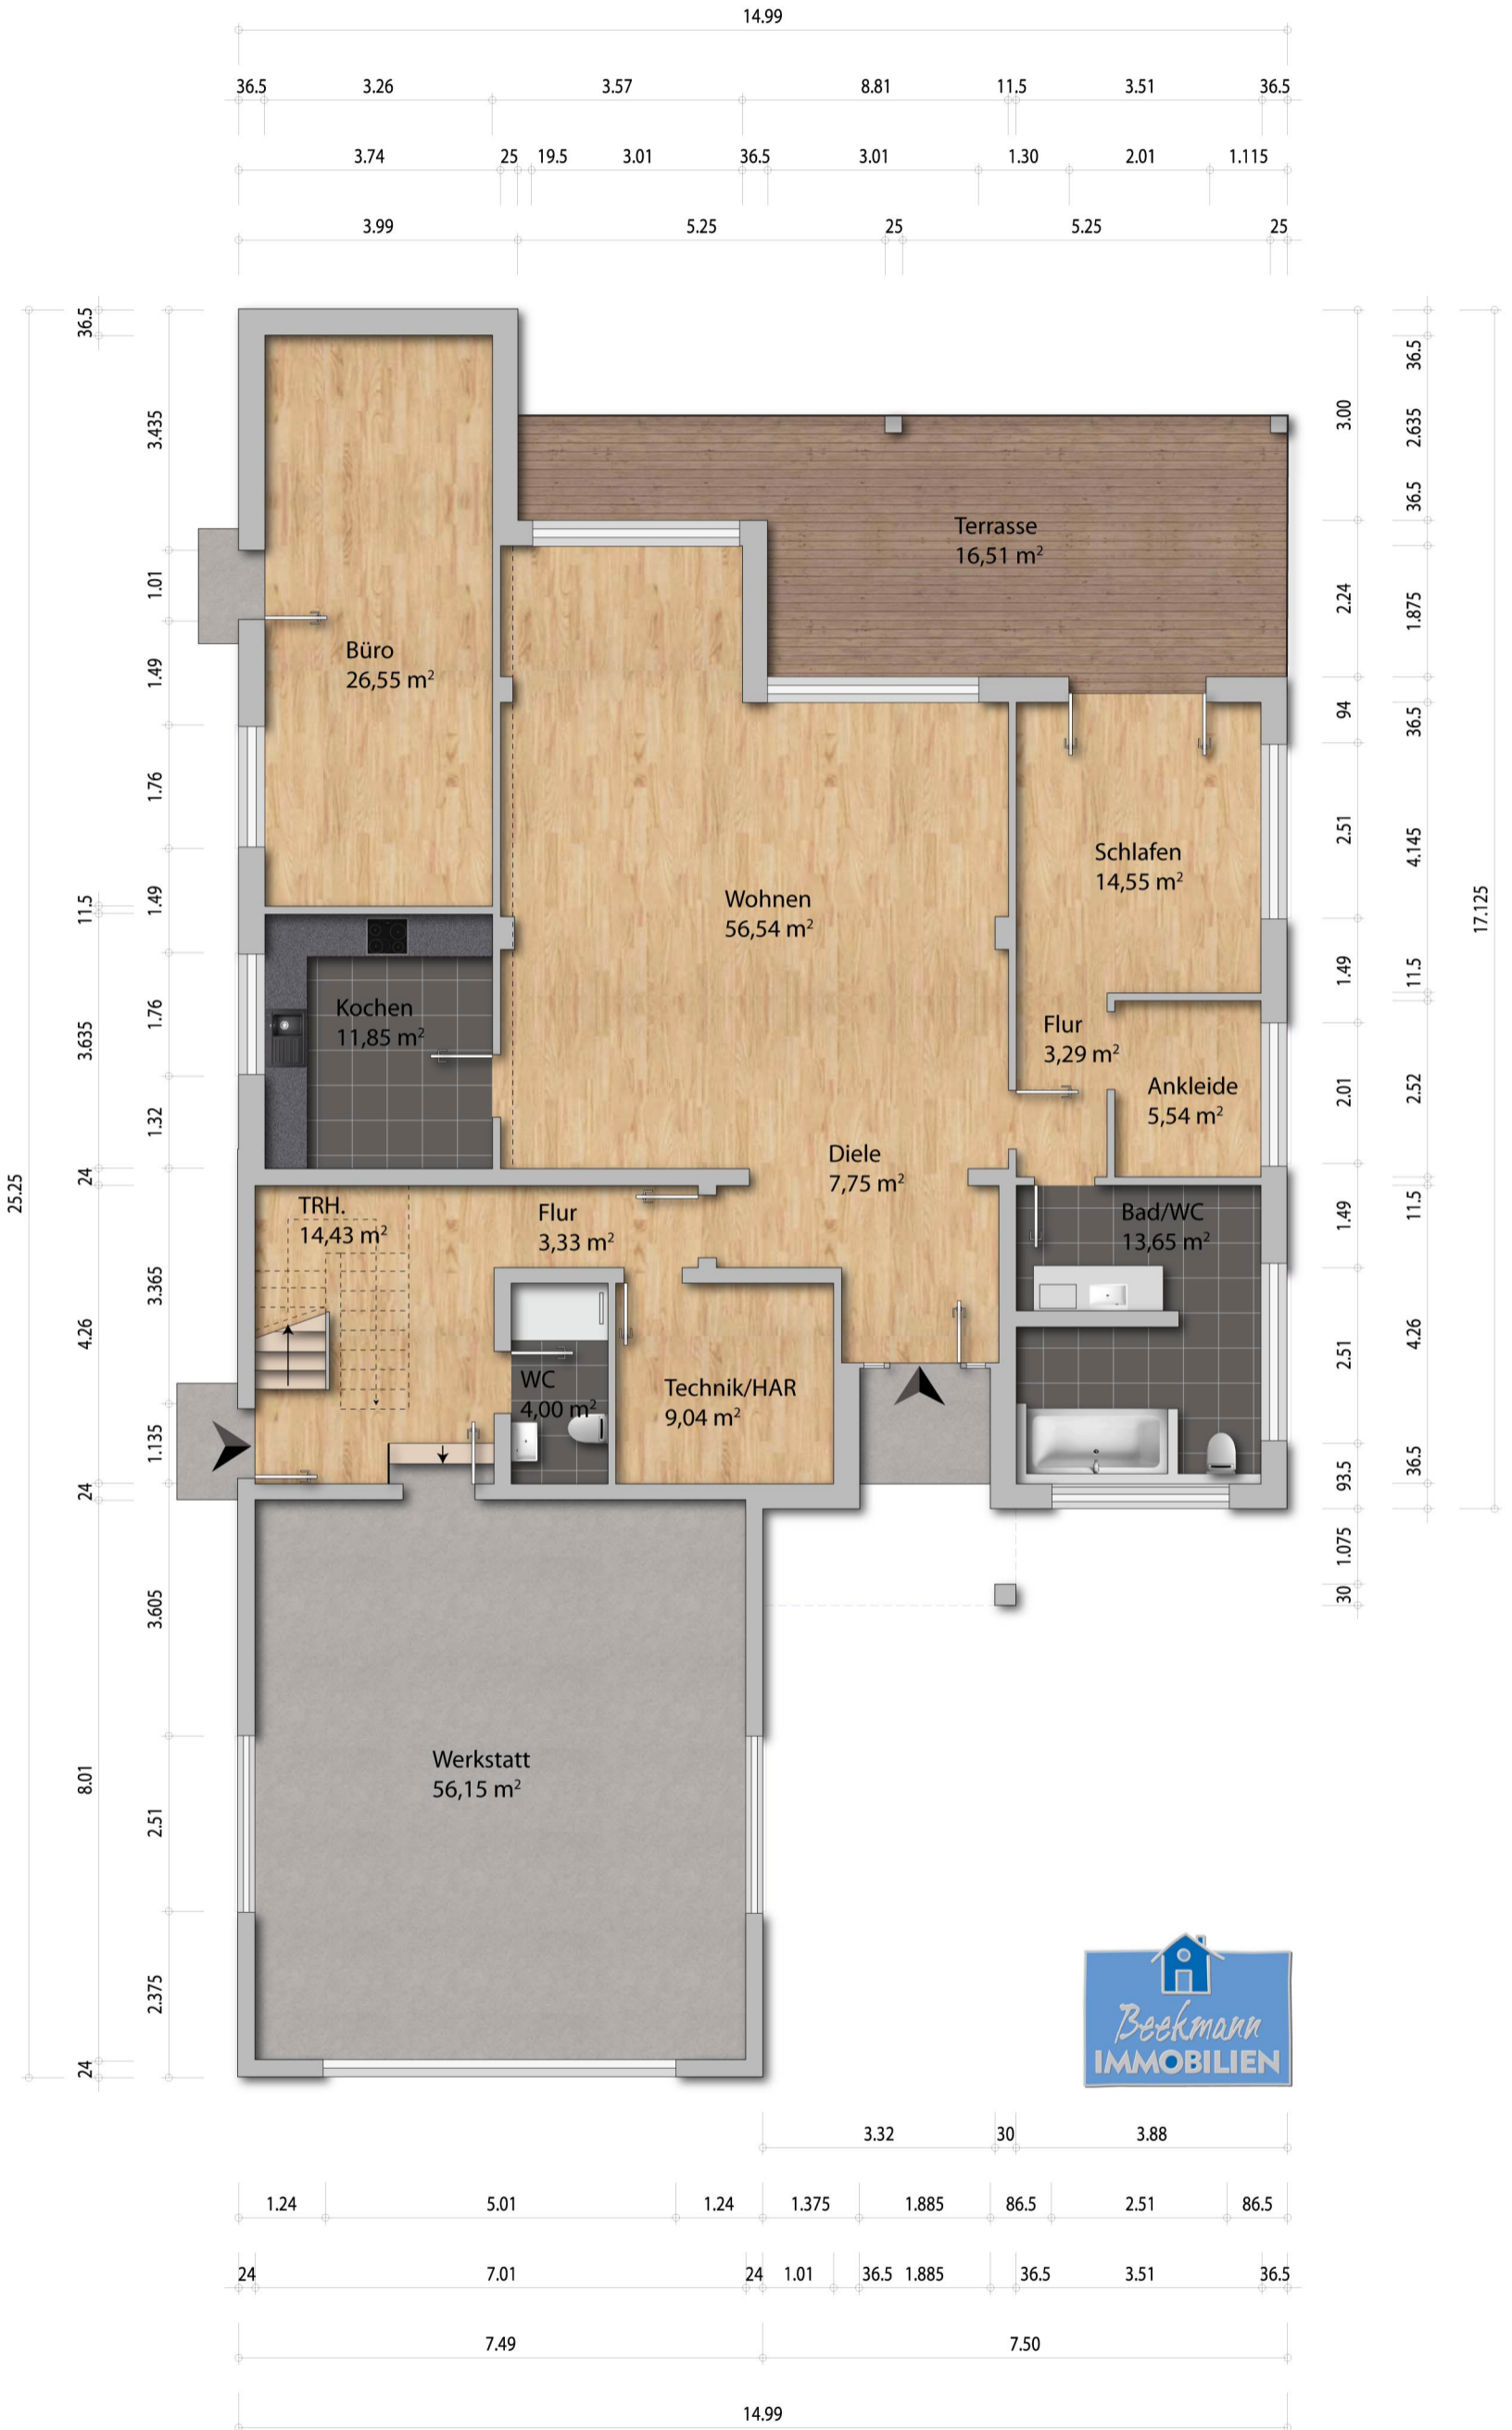 14.99
36.5 3.26 3.57 8.81 11.5 3.51 36.5
3.74 25 19.5 3.01 36.5 3.01 1.30 2.01 1.115
3.99 5.25 25 5.25 25
25.25
36.5
11.5
3.635
24
4.26
24
8.01
24
3.435
1.01
1.49
1.76
1.49
1.76
1.32
3.365
1.135
3.605
2.51
2.375
Terrasse
16,51 m²
Büro
26,55 m²
Schlafen
14,55 m²
Wohnen
56,54 m²
Kochen
11,85 m²
Flur
3,29 m²
Ankleide
5,54 m²
Diele
7,75 m²
TRH.
14,43 m²
Flur
3,33 m²
Bad/WC
13,65 m²
WC
4,00 m²
Technik/HAR
9,04 m²
Werkstatt
56,15 m²
3.00
2.24
94
2.51
1.49
2.01
1.49
2.51
93.5
1.075
30
36.5
2.635
36.5
1.875
36.5
4.145
11.5
2.52
11.5
4.26
36.5
17.125
Beekmann
IMMOBILIEN
3.32 30 3.88
1.24 5.01 1.24 1.375 1.885 86.5 2.51 86.5
24 7.01 24 1.01 36.5 1.885 36.5 3.51 36.5
7.49 7.50
14.99